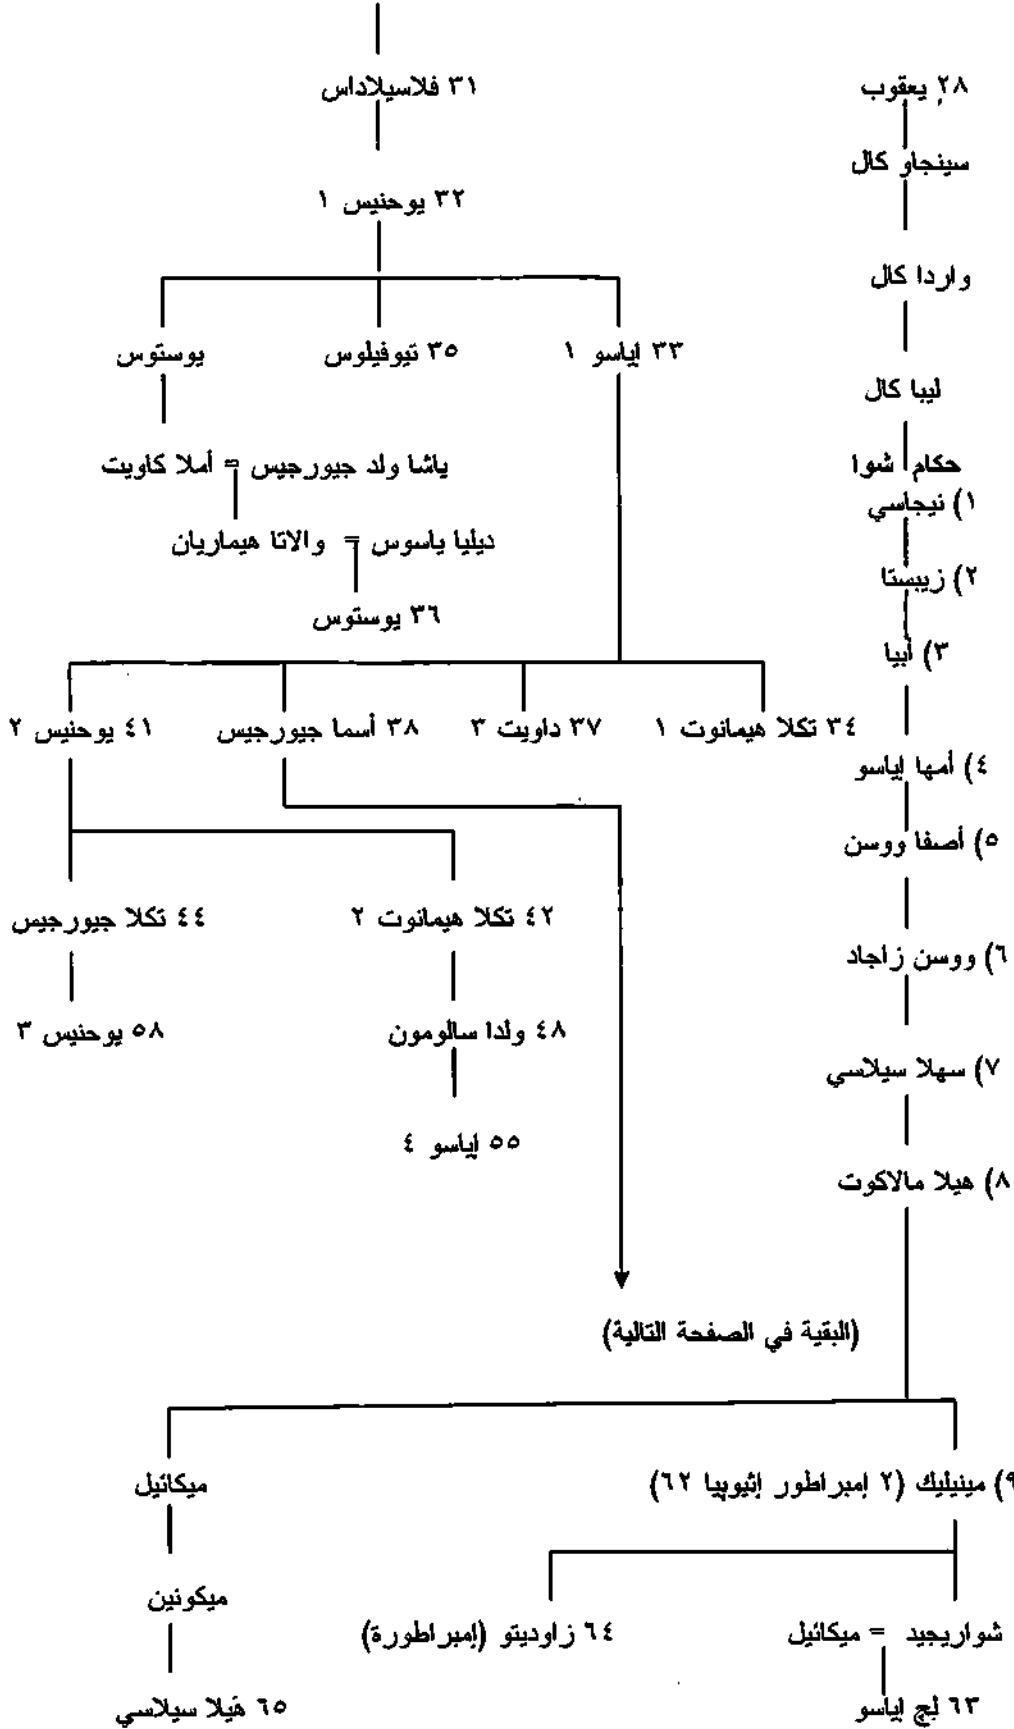 ٢٨ يعقوب
٣١ فلاسيلاداس
سينجاو كال
٣٢ يوحنيس ١
واردا كال
٣٣ إياسو ١
٣٥ تيوفيلوس
يوستوس
ليبا كال
حكام شوا
ياشا ولد جيورجيس = أملا كاويت
١) نيجاسي
ديليا ياسوس = والاتا هيماريان
٢) زيبستا
٣٦ يوستوس
٣) أبيا
٣٤ تكلا هيمانوت ١
٣٧ داويت ٣
٣٨ أسما جيورجيس
٤١ يوحنيس ٢
٤) أمها إياسو
٥) أصفا ووسن
٤٢ تكلا هيمانوت ٢
٤٤ تكلا جيورجيس
٦) ووسن زاجاد
٤٨ ولدا سالومون
٥٨ يوحنيس ٣
٧) سهلا سيلاسي
٥٥ إياسو ٤
٨) هيلا مالاكوت
(البقية في الصفحة التالية)
٩) مينيليك (٢ إمبراطور إثيوبيا ٦٢)
ميكائيل
ميكونين
شواريجيد = ميكائيل
٦٤ زاوديتو (إمبراطورة)
٦٣ لچ إياسو
٦٥ هيلا سيلاسي